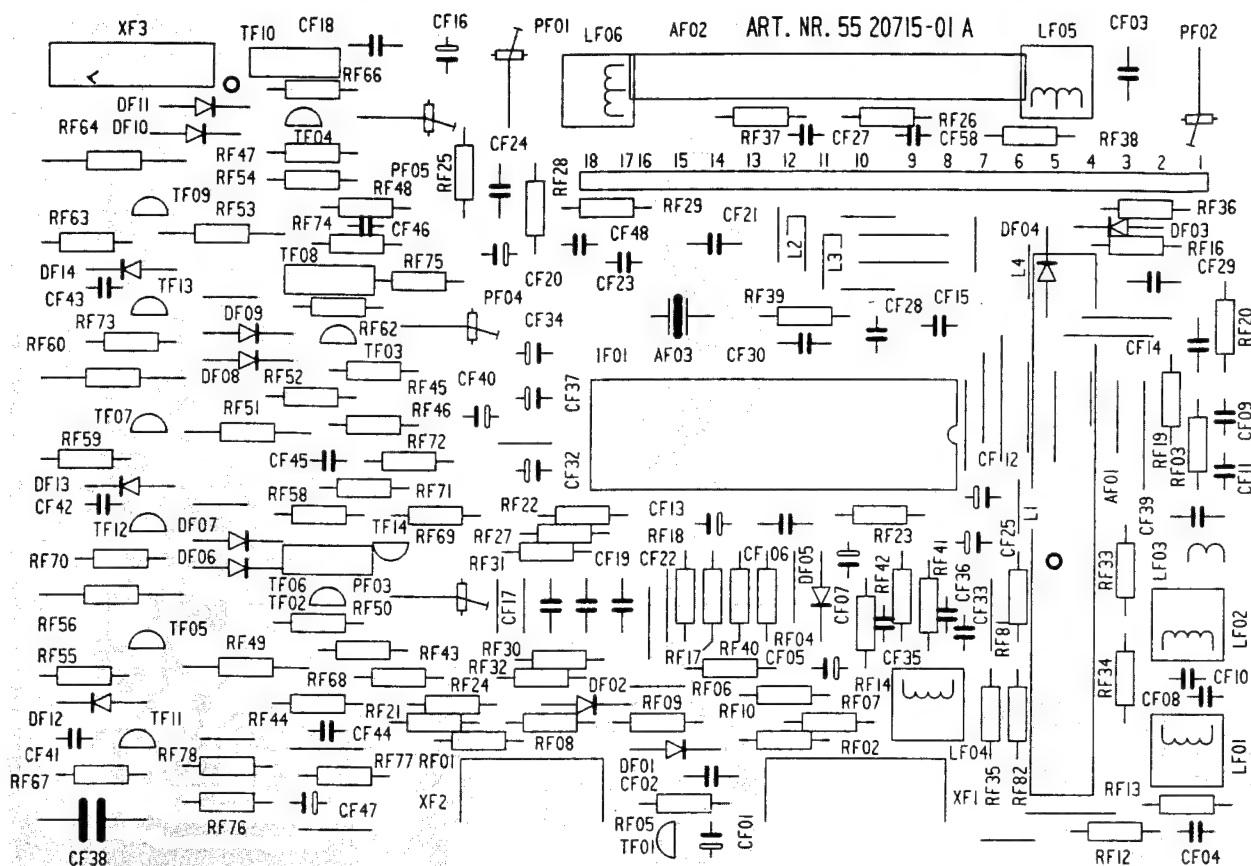 XF3
TF10
CF18
CF16
PF01
LF06
AF02
ART. NR. 55 20715-01 A
LF05
CF03
PF02
RF66
DF11
DF10
RF64
TF04
RF47
RF54
PF05
RF25
CF24
RF28
RF37
CF27
RF26
CF58
RF38
18 17 16 15 14 13 12 11 10 9 8 7 6 5 4 3 2 1
TF09
RF48
RF63
RF53
RF74
CF46
RF29
CF21
CF48
CF23
CF20
L2
L3
DF04
L4
RF36
DF03
RF16
CF29
DF14
CF43
TF13
TF08
RF75
PF04
RF73
RF60
DF09
DF08
RF62
TF03
CF34
RF39
CF28
CF15
RF20
IF01
AF03
CF30
CF14
RF52
RF45
RF46
CF40
CF37
TF07
RF51
RF59
CF45
RF72
CF32
RF19
RF03
CF09
CF11
CF12
AF01
CF39
DF13
CF42
TF12
RF58
RF71
RF69
RF22
RF27
CF13
RF18
RF23
CF25
L1
DF07
DF06
TF14
RF70
RF31
CF19
CF22
CF06
DF05
RF42
RF41
CF36
CF33
RF33
LF03
TF06
TF02
PF03
RF50
CF17
CF07
RF81
LF02
RF56
TF05
RF49
RF43
RF30
RF32
RF17
RF40
RF04
CF05
CF35
RF34
CF10
CF08
RF55
RF68
RF24
DF02
RF06
RF10
RF14
RF07
DF12
TF11
RF44
CF44
RF21
RF09
RF08
RF02
LF04
RF35
RF82
LF01
CF41
RF67
RF78
RF77
RF01
DF01
CF02
XF2
XF1
RF13
RF76
CF47
RF05
TF01
CF01
CF38
RF12
CF04